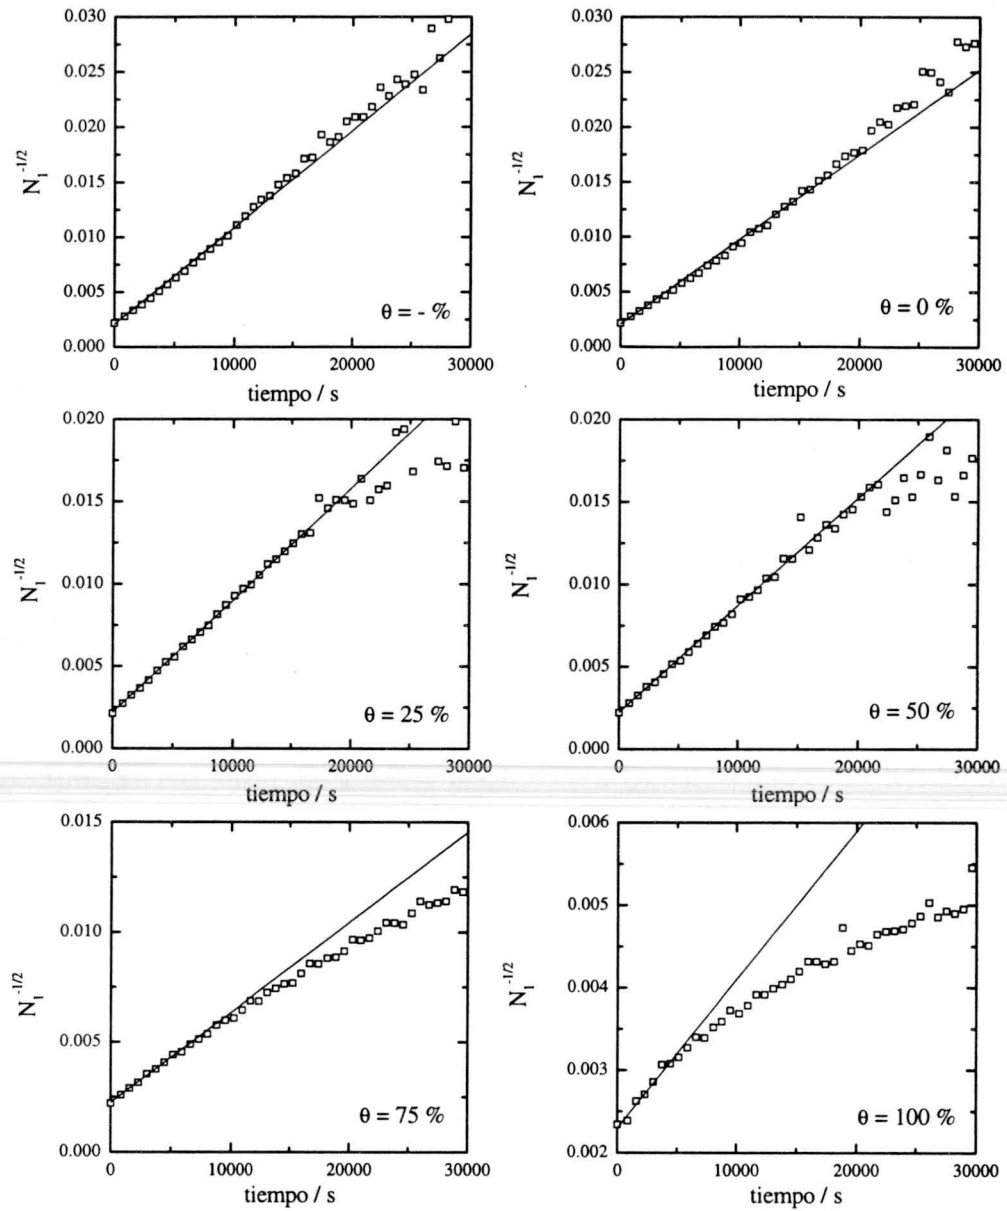 0.030
0.025
0.020
0.015
0.010
0.005
0.000
N₁^-1/2
θ = - %
0 10000 20000 30000
tiempo / s
0.030
0.025
0.020
0.015
0.010
0.005
0.000
N₁^-1/2
θ = 0 %
0 10000 20000 30000
tiempo / s
0.020
0.015
0.010
0.005
0.000
N₁^-1/2
θ = 25 %
0 10000 20000 30000
tiempo / s
0.020
0.015
0.010
0.005
0.000
N₁^-1/2
θ = 50 %
0 10000 20000 30000
tiempo / s
0.015
0.010
0.005
0.000
N₁^-1/2
θ = 75 %
0 10000 20000 30000
tiempo / s
0.006
0.005
0.004
0.003
0.002
N₁^-1/2
θ = 100 %
0 10000 20000 30000
tiempo / s